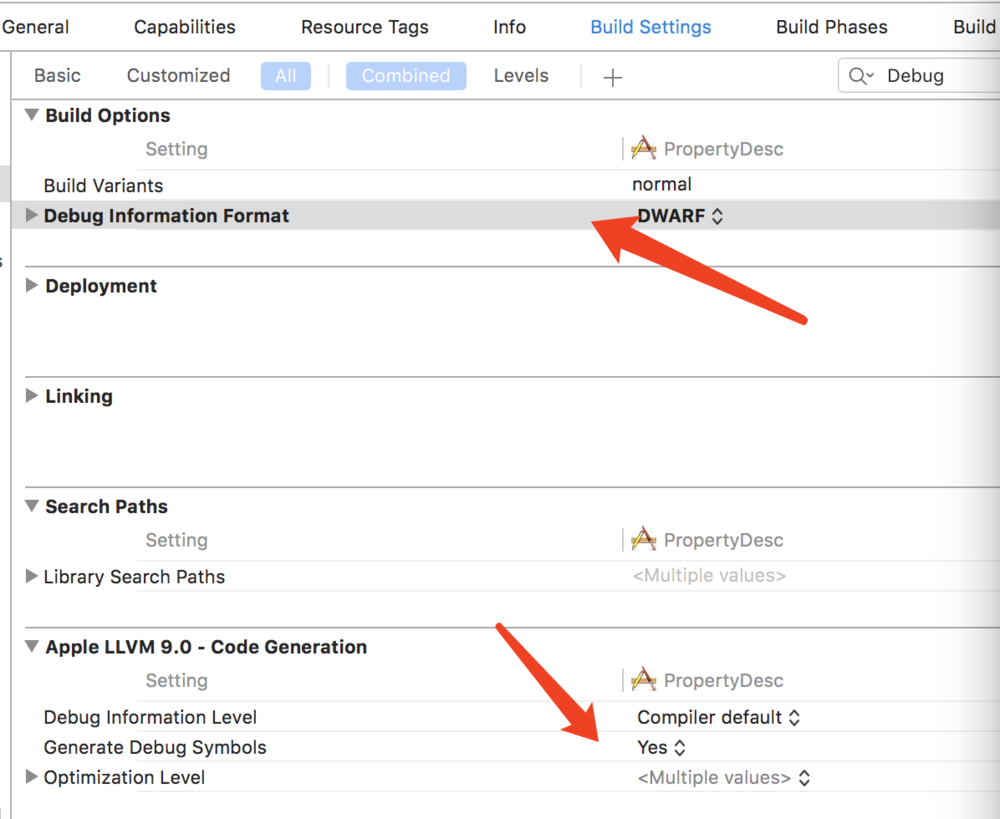 General Capabilities Resource Tags Info Build Settings Build Phases Build
Basic Customized All Combined Levels Debug
Build Options
Setting PropertyDesc
Build Variants normal
Debug Information Format DWARF
s
Deployment
Linking
Search Paths
Setting PropertyDesc
Library Search Paths <Multiple values>
Apple LLVM 9.0 - Code Generation
Setting PropertyDesc
Debug Information Level Compiler default
Generate Debug Symbols Yes
Optimization Level <Multiple values>